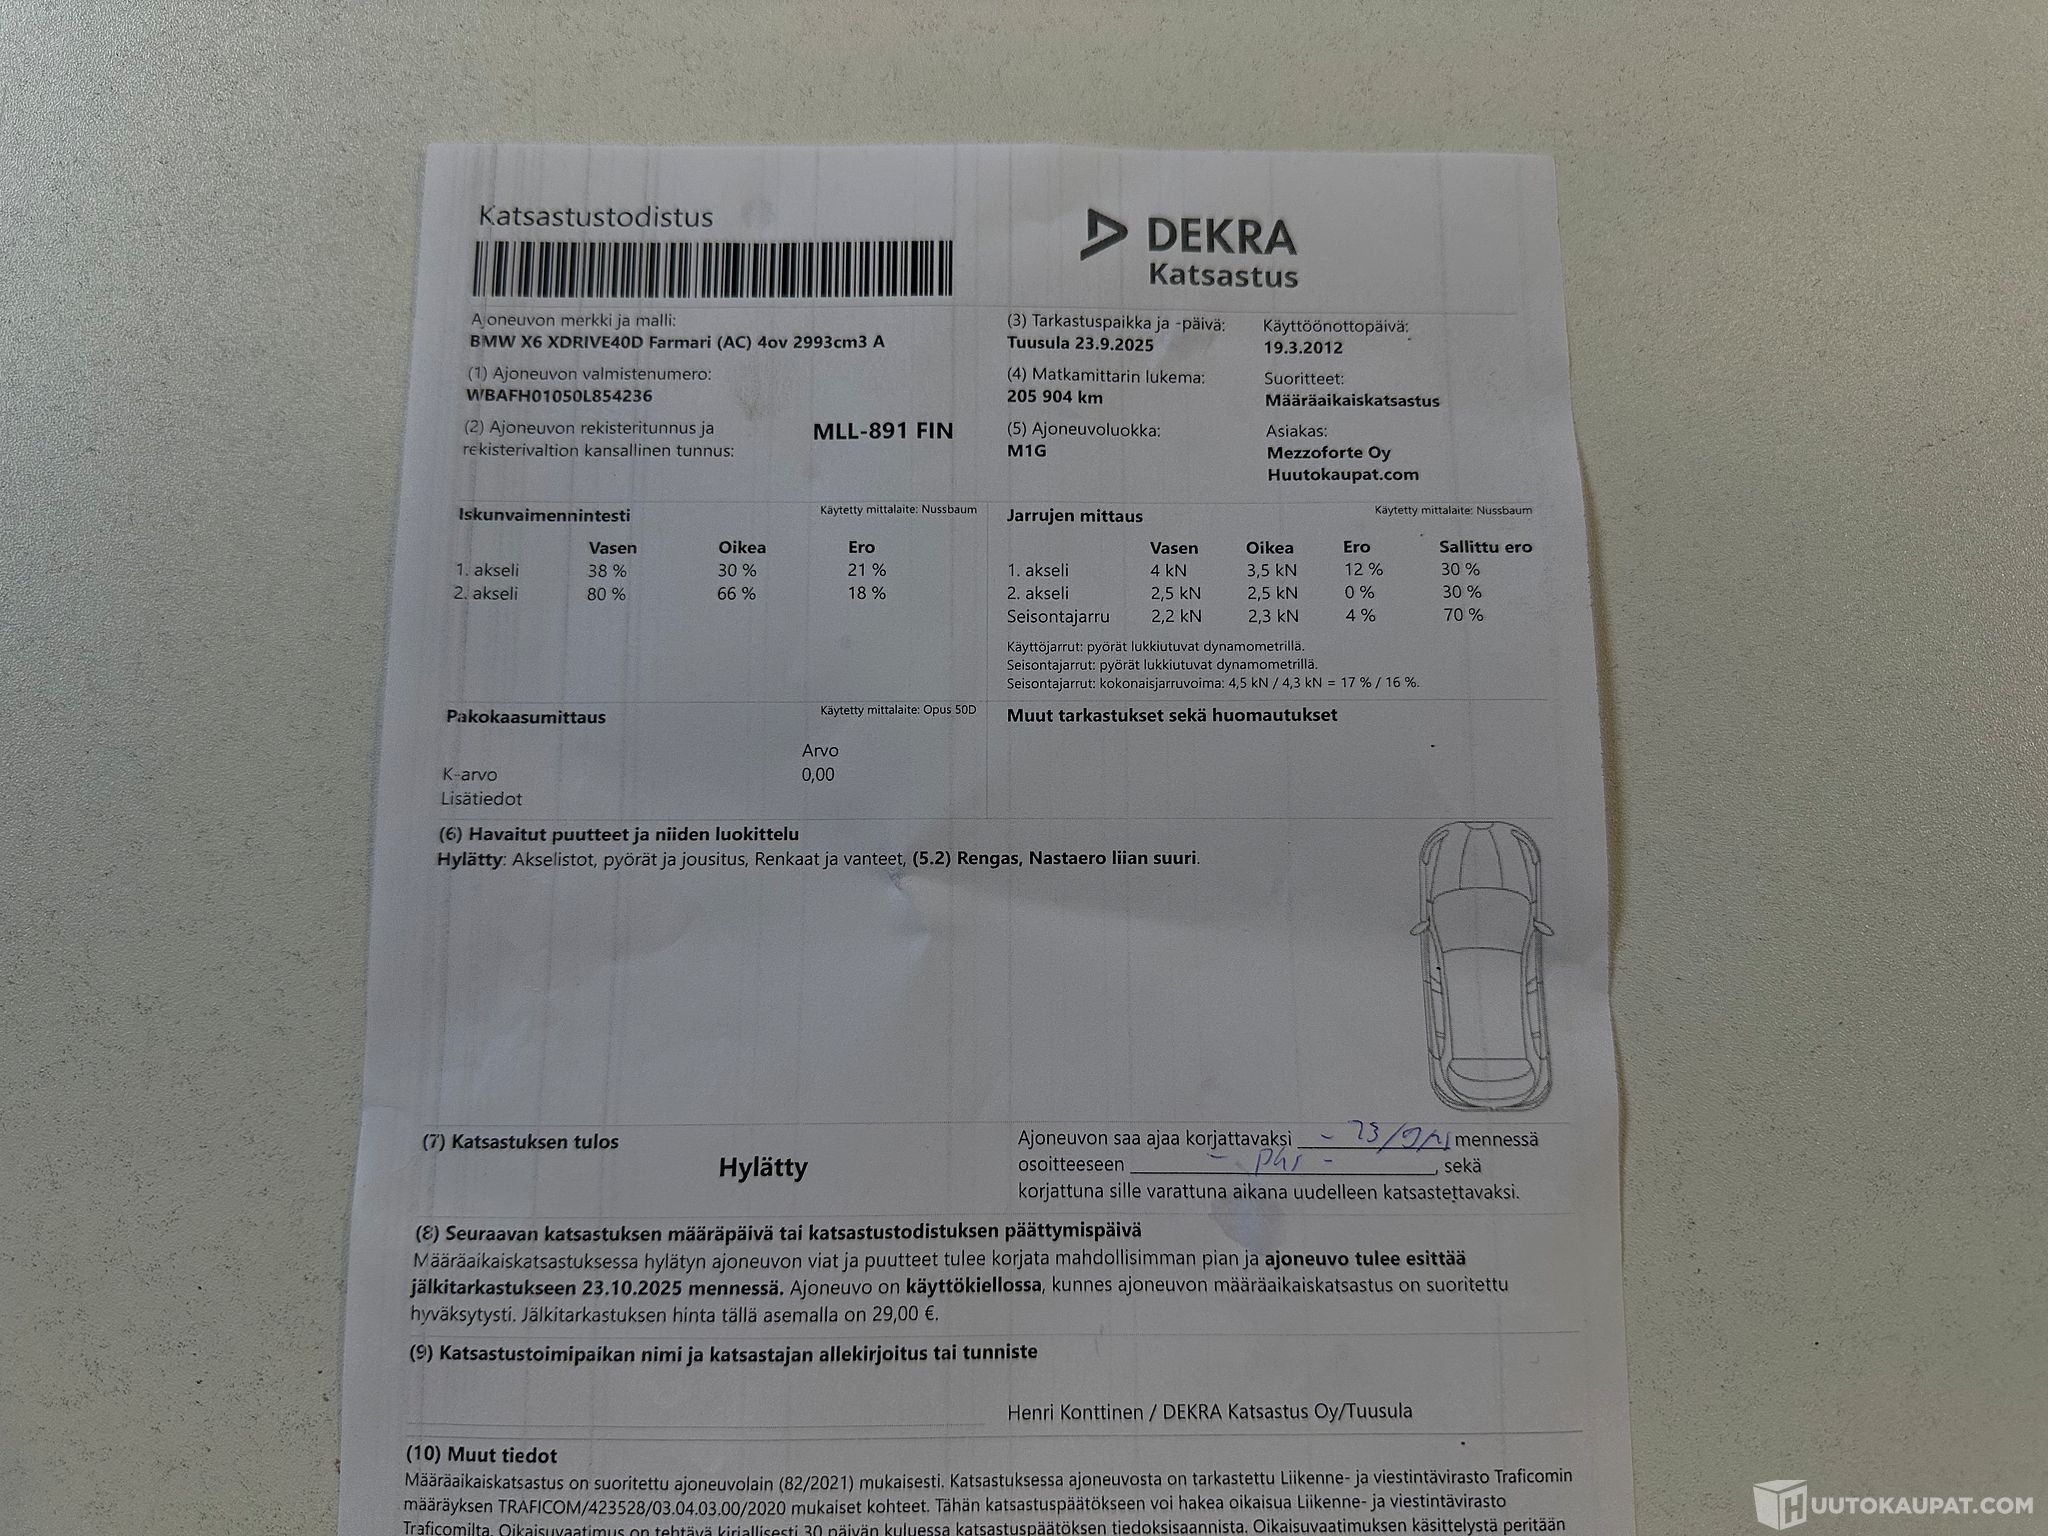 Katsastustodistus
DEKRA
Katsastus
Ajoneuvon merkki ja malli:
BMW X6 XDRIVE40D Farmari (AC) 4ov 2993cm3 A
(3) Tarkastuspaikka ja -päivä:
Tuusula 23.9.2025
Käyttöönottopäivä:
19.3.2012
(1) Ajoneuvon valmistenumero:
WBAFH01050L854236
(4) Matkamittarin lukema:
205 904 km
Suoritteet:
Määräaikaiskatsastus
(2) Ajoneuvon rekisteritunnus ja
rekisterivaltion kansallinen tunnus:
MLL-891 FIN
(5) Ajoneuvoluokka:
M1G
Asiakas:
Mezzoforte Oy
Huutokaupat.com
Iskunvaimennintesti Käytetty mittalaite: Nussbaum
Vasen Oikea Ero
1. akseli 38 % 30 % 21 %
2. akseli 80 % 66 % 18 %
Jarrujen mittaus Käytetty mittalaite: Nussbaum
Vasen Oikea Ero Sallittu ero
1. akseli 4 kN 3,5 kN 12 % 30 %
2. akseli 2,5 kN 2,5 kN 0 % 30 %
Seisontajarru 2,2 kN 2,3 kN 4 % 70 %
Käyttöjarrut: pyörät lukkiutuvat dynamometrillä.
Seisontajarrut: pyörät lukkiutuvat dynamometrillä.
Seisontajarrut: kokonaisjarruvoima: 4,5 kN / 4,3 kN = 17 % / 16 %.
Pakokaasumittaus Käytetty mittalaite: Opus 50D
Arvo
K-arvo 0,00
Lisätiedot
Muut tarkastukset sekä huomautukset
(6) Havaitut puutteet ja niiden luokittelu
Hylätty: Akselistot, pyörät ja jousitus, Renkaat ja vanteet, (5.2) Rengas, Nastaero liian suuri.
(7) Katsastuksen tulos
Hylätty
Ajoneuvon saa ajaa korjattavaksi mennessä
osoitteeseen , sekä
korjattuna sille varattuna aikana uudelleen katsastettavaksi.
(8) Seuraavan katsastuksen määräpäivä tai katsastustodistuksen päättymispäivä
Määräaikaiskatsastuksessa hylätyn ajoneuvon viat ja puutteet tulee korjata mahdollisimman pian ja ajoneuvo tulee esittää
jälkitarkastukseen 23.10.2025 mennessä. Ajoneuvo on käyttökiellossa, kunnes ajoneuvon määräaikaiskatsastus on suoritettu
hyväksytysti. Jälkitarkastuksen hinta tällä asemalla on 29,00 €.
(9) Katsastustoimipaikan nimi ja katsastajan allekirjoitus tai tunniste
Henri Konttinen / DEKRA Katsastus Oy/Tuusula
(10) Muut tiedot
Määräaikaiskatsastus on suoritettu ajoneuvolain (82/2021) mukaisesti. Katsastuksessa ajoneuvosta on tarkastettu Liikenne- ja viestintävirasto Traficomin
määräyksen TRAFICOM/423528/03.04.03.00/2020 mukaiset kohteet. Tähän katsastuspäätökseen voi hakea oikaisua Liikenne- ja viestintävirasto
Traficomilta. Oikaisuvaatimus on tehtävä kirjallisesti 30 päivän kuluessa katsastuspäätöksen tiedoksisaannista. Oikaisuvaatimuksen käsittelystä peritään
HUUTOKAUPAT.COM